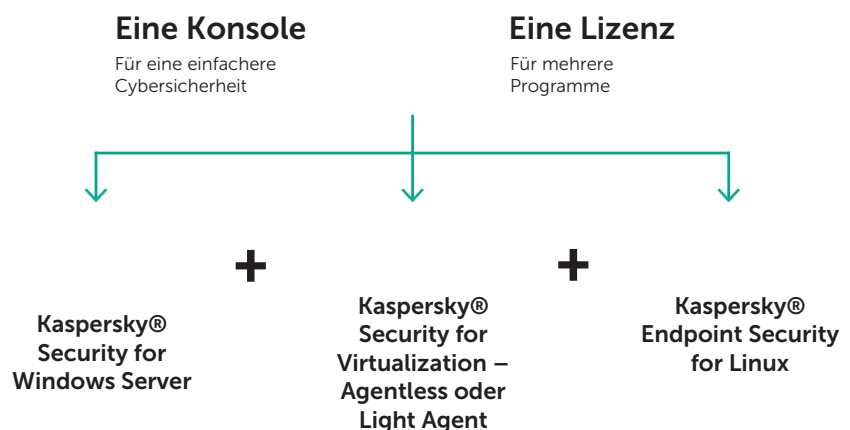 Eine Konsole
Für eine einfachere
Cybersicherheit
Eine Lizenz
Für mehrere
Programme
+
+
Kaspersky®
Security for
Windows Server
Kaspersky®
Security for
Virtualization –
Agentless oder
Light Agent
Kaspersky®
Endpoint Security
for Linux